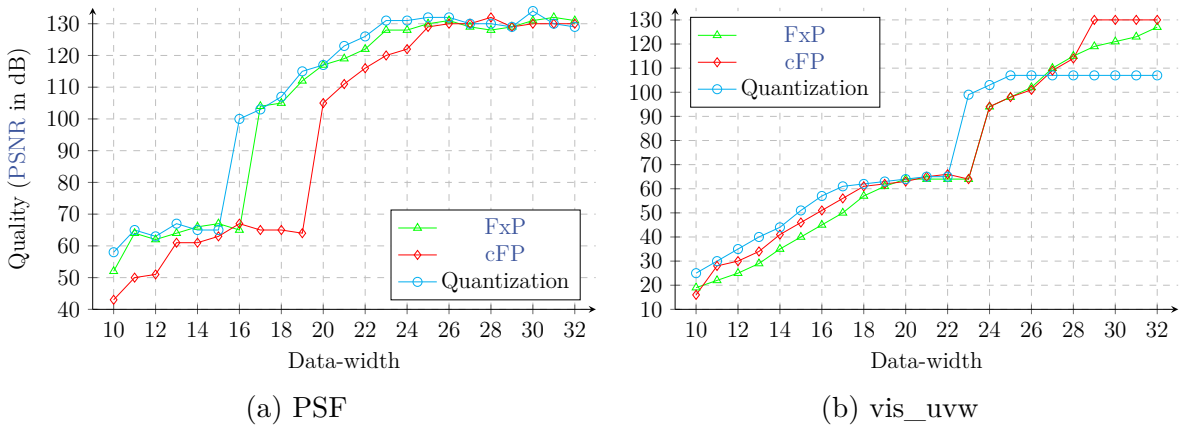 Quality (PSNR in dB)
130
120
110
100
90
80
70
60
50
40
10 12 14 16 18 20 22 24 26 28 30 32
Data-width
FxP
cFP
Quantization
(a) PSF
130
120
110
100
90
80
70
60
50
40
30
20
10
10 12 14 16 18 20 22 24 26 28 30 32
Data-width
FxP
cFP
Quantization
(b) vis_uvw